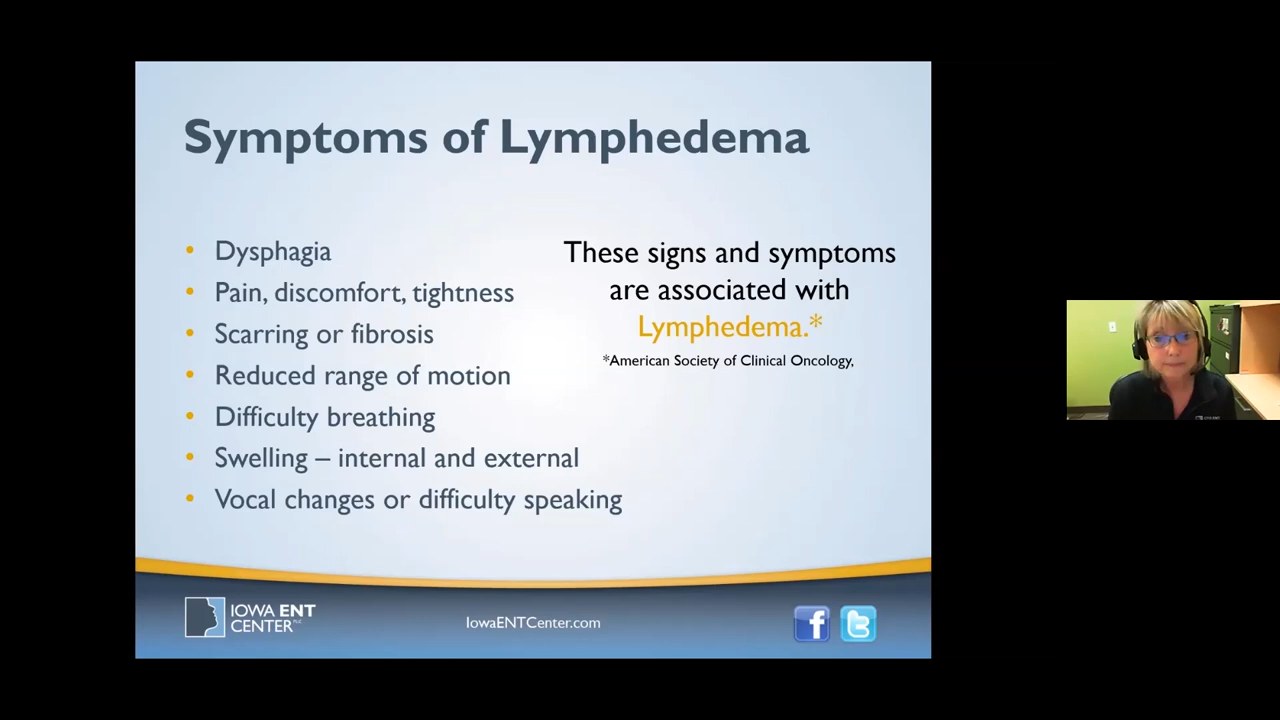 Symptoms of Lymphedema
• Dysphagia
• Pain, discomfort, tightness
• Scarring or fibrosis
• Reduced range of motion
• Difficulty breathing
• Swelling – internal and external
• Vocal changes or difficulty speaking
These signs and symptoms
are associated with
Lymphedema.*
*American Society of Clinical Oncology,
IOWA ENT
CENTER PLC
IowaENTCenter.com
f
t